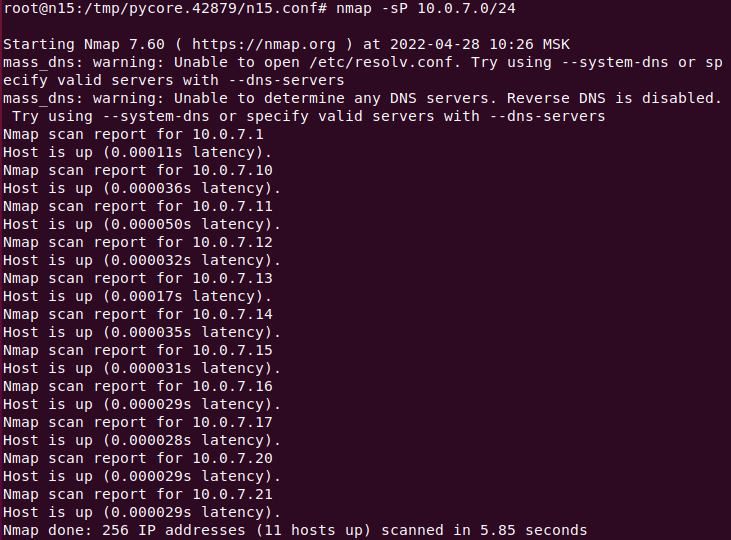 root@n15:/tmp/pycore.42879/n15.conf# nmap -sP 10.0.7.0/24
Starting Nmap 7.60 ( https://nmap.org ) at 2022-04-28 10:26 MSK
mass_dns: warning: Unable to open /etc/resolv.conf. Try using --system-dns or sp
ecify valid servers with --dns-servers
mass_dns: warning: Unable to determine any DNS servers. Reverse DNS is disabled.
 Try using --system-dns or specify valid servers with --dns-servers
Nmap scan report for 10.0.7.1
Host is up (0.00011s latency).
Nmap scan report for 10.0.7.10
Host is up (0.000036s latency).
Nmap scan report for 10.0.7.11
Host is up (0.000050s latency).
Nmap scan report for 10.0.7.12
Host is up (0.000032s latency).
Nmap scan report for 10.0.7.13
Host is up (0.00017s latency).
Nmap scan report for 10.0.7.14
Host is up (0.000035s latency).
Nmap scan report for 10.0.7.15
Host is up (0.000031s latency).
Nmap scan report for 10.0.7.16
Host is up (0.000029s latency).
Nmap scan report for 10.0.7.17
Host is up (0.000028s latency).
Nmap scan report for 10.0.7.20
Host is up (0.000029s latency).
Nmap scan report for 10.0.7.21
Host is up (0.000029s latency).
Nmap done: 256 IP addresses (11 hosts up) scanned in 5.85 seconds